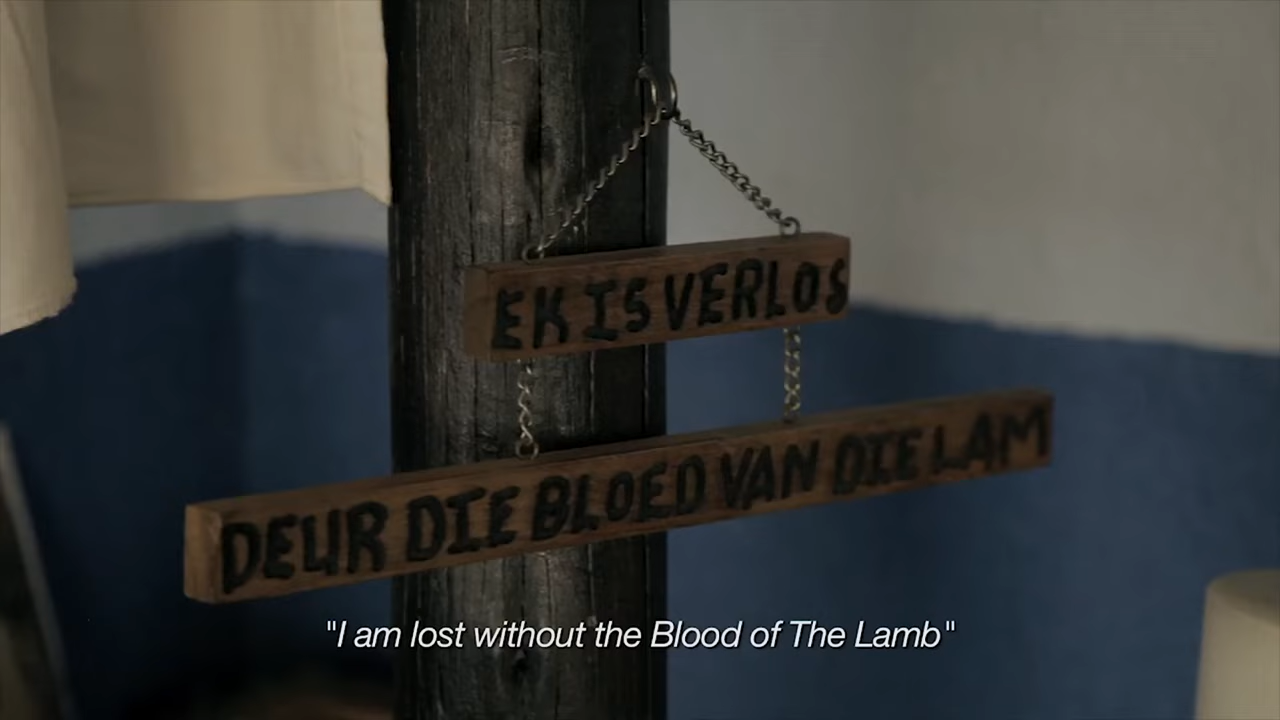 EK IS VERLOS
DEUR DIE BLOED VAN DIE LAM
"I am lost without the Blood of The Lamb"